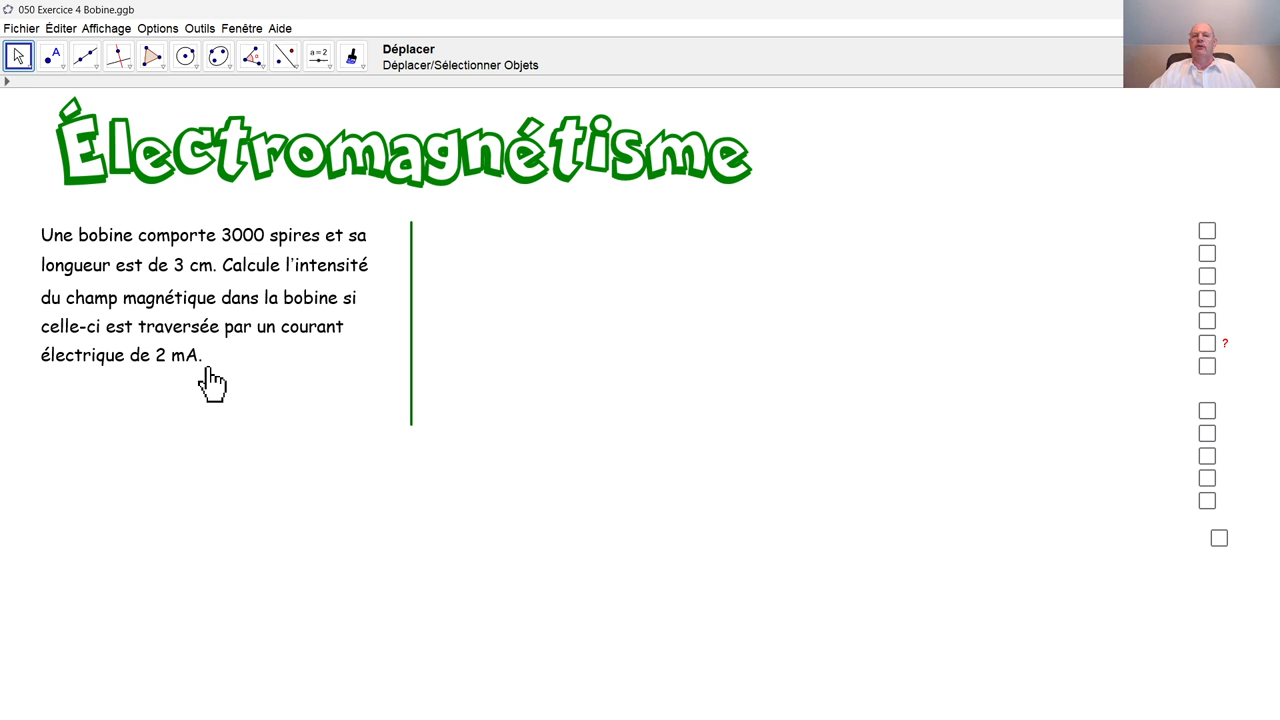 050 Exercice 4 Bobine.ggb
Fichier Éditer Affichage Options Outils Fenêtre Aide
A
a=2
Déplacer
Déplacer/Sélectionner Objets
Électromagnétisme
Une bobine comporte 3000 spires et sa
longueur est de 3 cm. Calcule l'intensité
du champ magnétique dans la bobine si
celle-ci est traversée par un courant
électrique de 2 mA.
?